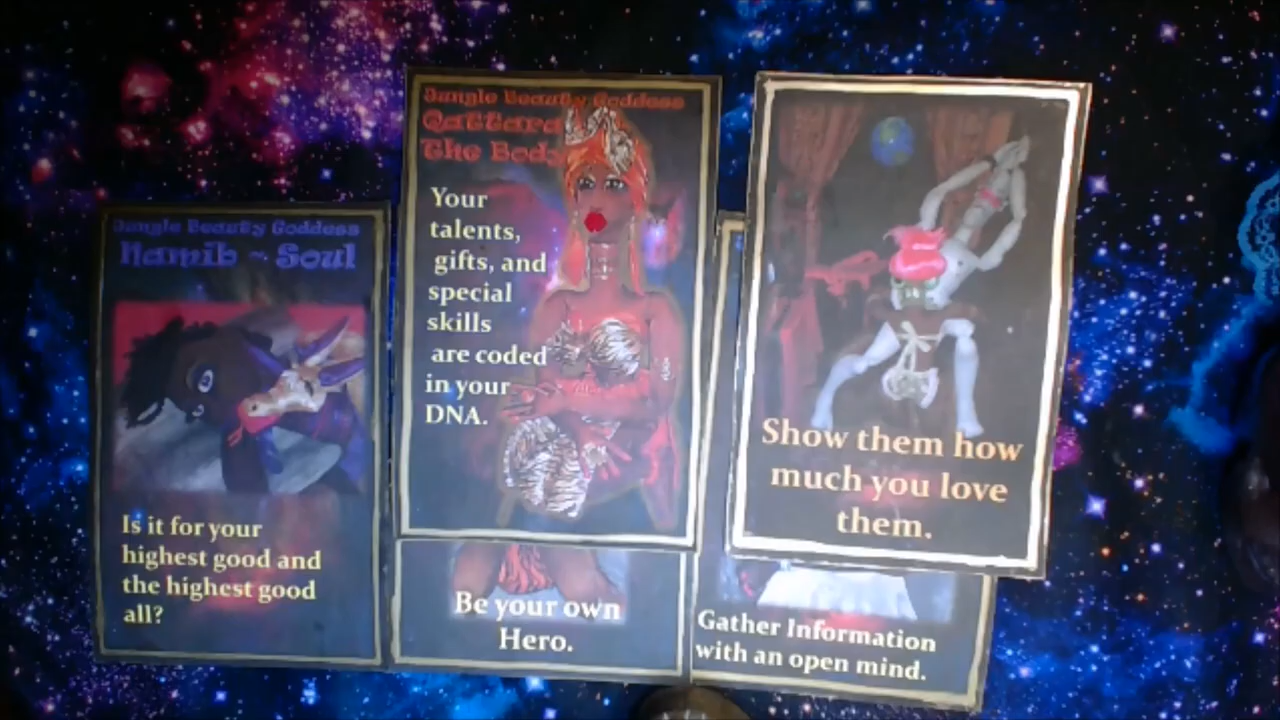 Jungle Beauty Goddess
Namib ~ Soul
Is it for your
highest good and
the highest good
all?
Jungle Beauty Goddess
Qattara
The Body
Your
talents,
gifts, and
special
skills
are coded
in your
DNA.
Be your own
Hero.
Show them how
much you love
them.
Gather Information
with an open mind.